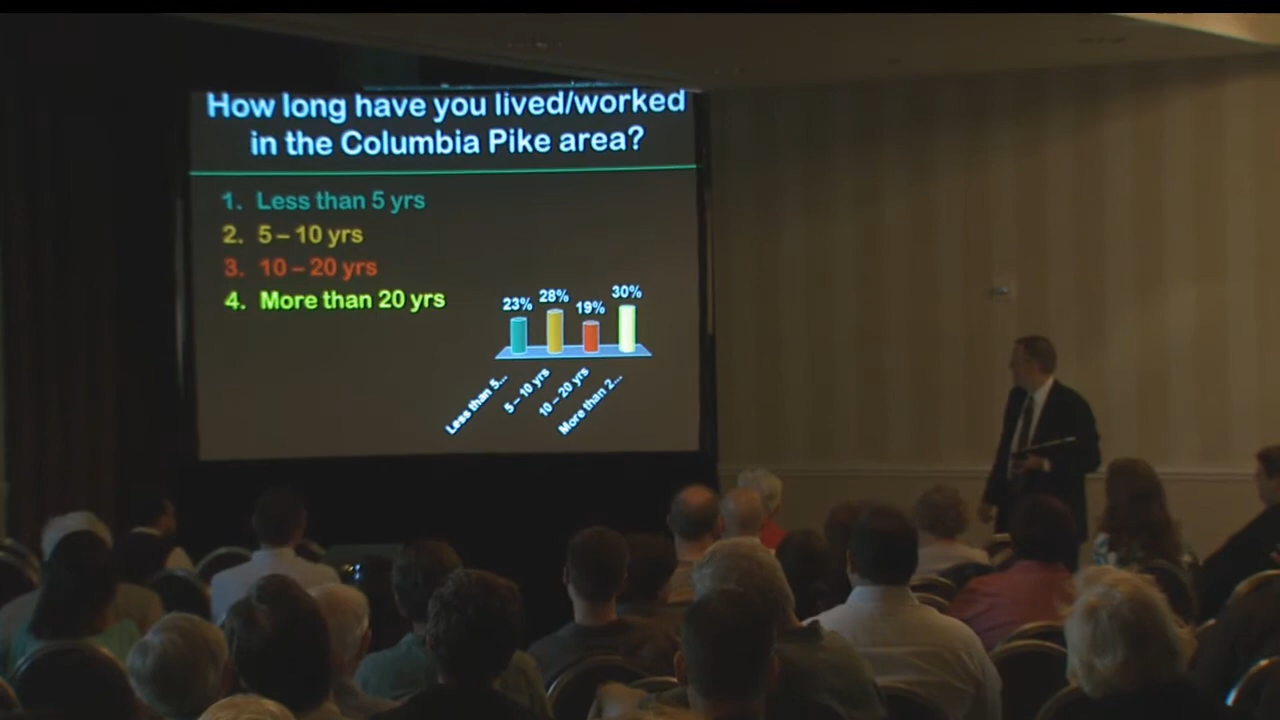 How long have you lived/worked
in the Columbia Pike area?
1. Less than 5 yrs
2. 5 – 10 yrs
3. 10 – 20 yrs
4. More than 20 yrs
23% 28% 19% 30%
Less than 5...
5 – 10 yrs
10 – 20 yrs
More than 2...